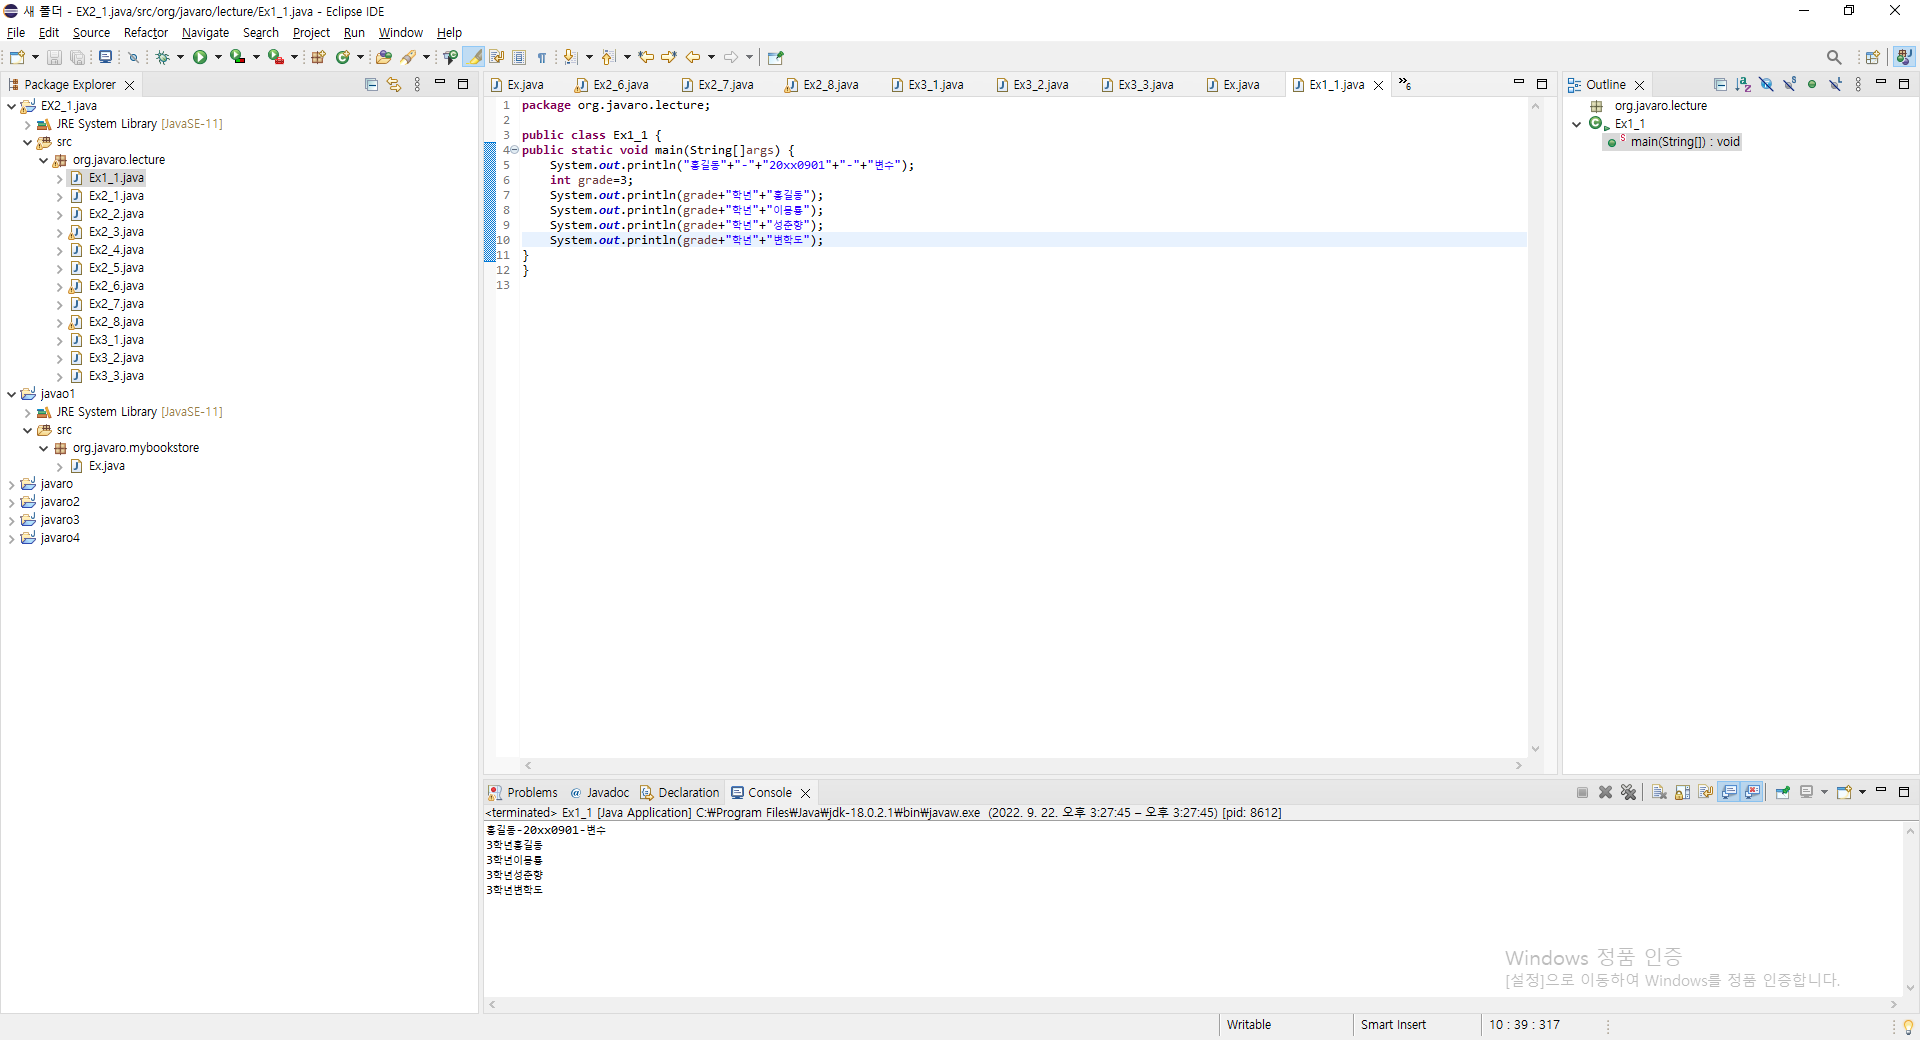 새 폴더 - EX2_1.java/src/org/javaro/lecture/Ex1_1.java - Eclipse IDE
File Edit Source Refactor Navigate Search Project Run Window Help
Package Explorer
EX2_1.java
JRE System Library [JavaSE-11]
src
org.javaro.lecture
Ex1_1.java
Ex2_1.java
Ex2_2.java
Ex2_3.java
Ex2_4.java
Ex2_5.java
Ex2_6.java
Ex2_7.java
Ex2_8.java
Ex3_1.java
Ex3_2.java
Ex3_3.java
javao1
JRE System Library [JavaSE-11]
src
org.javaro.mybookstore
Ex.java
javaro
javaro2
javaro3
javaro4
Ex.java Ex2_6.java Ex2_7.java Ex2_8.java Ex3_1.java Ex3_2.java Ex3_3.java Ex.java Ex1_1.java »6
1 package org.javaro.lecture;
2
3 public class Ex1_1 {
4 public static void main(String[]args) {
5 System.out.println("홍길동"+"-"+"20xx0901"+"-"+"변수");
6 int grade=3;
7 System.out.println(grade+"학년"+"홍길동");
8 System.out.println(grade+"학년"+"이몽룡");
9 System.out.println(grade+"학년"+"성춘향");
10 System.out.println(grade+"학년"+"변학도");
11 }
12 }
13
Outline
org.javaro.lecture
Ex1_1
main(String[]) : void
Problems @ Javadoc Declaration Console
<terminated> Ex1_1 [Java Application] C:₩Program Files₩Java₩jdk-18.0.2.1₩bin₩javaw.exe (2022. 9. 22. 오후 3:27:45 – 오후 3:27:45) [pid: 8612]
홍길동-20xx0901-변수
3학년홍길동
3학년이몽룡
3학년성춘향
3학년변학도
Windows 정품 인증
[설정]으로 이동하여 Windows를 정품 인증합니다.
Writable Smart Insert 10 : 39 : 317